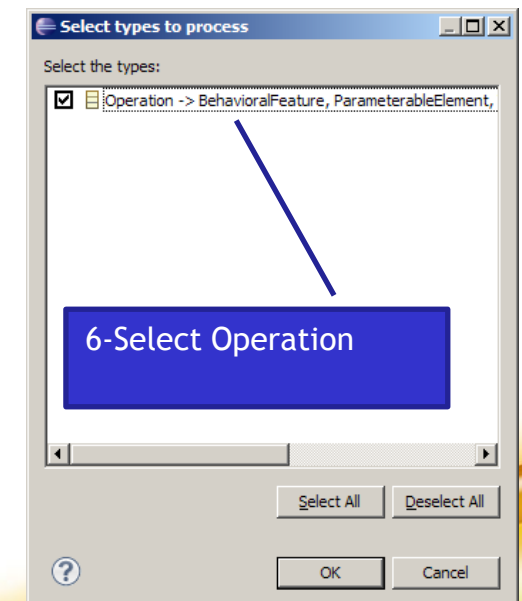 Select types to process
Select the types:
Operation -> BehavioralFeature, ParameterableElement,
6-Select Operation
Select All Deselect All
? OK Cancel